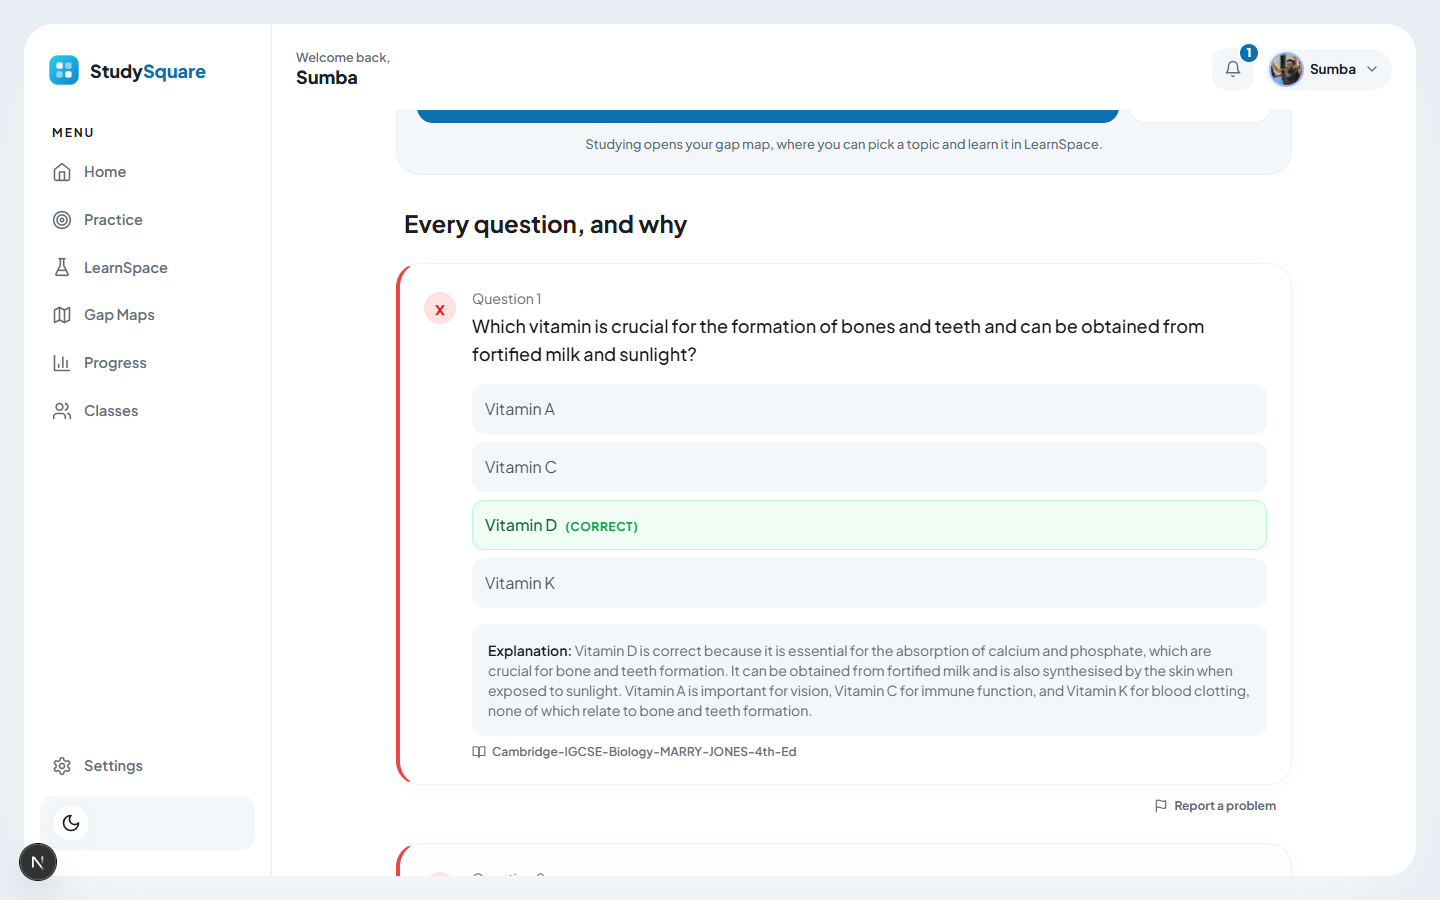 StudySquare
MENU
Home
Practice
LearnSpace
Gap Maps
Progress
Classes
Settings
N
Welcome back,
Sumba
1
Sumba
Studying opens your gap map, where you can pick a topic and learn it in LearnSpace.
Every question, and why
X
Question 1
Which vitamin is crucial for the formation of bones and teeth and can be obtained from
fortified milk and sunlight?
Vitamin A
Vitamin C
Vitamin D (CORRECT)
Vitamin K
Explanation: Vitamin D is correct because it is essential for the absorption of calcium and phosphate, which are
crucial for bone and teeth formation. It can be obtained from fortified milk and is also synthesised by the skin when
exposed to sunlight. Vitamin A is important for vision, Vitamin C for immune function, and Vitamin K for blood clotting,
none of which relate to bone and teeth formation.
Cambridge-IGCSE-Biology-MARRY-JONES-4th-Ed
Report a problem